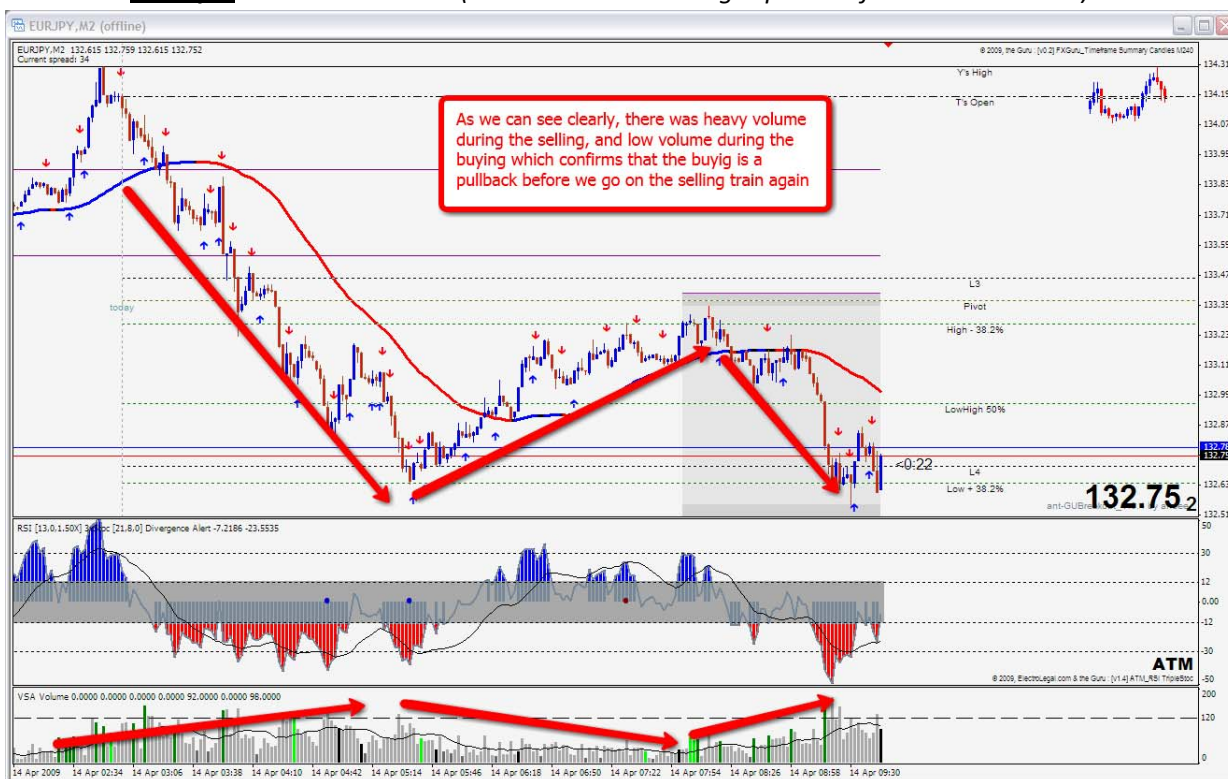 EURJPY,M2 (offline)
EURJPY,M2 132.615 132.759 132.615 132.752
Current spread: 34
© 2009, the Guru : [v0.2] FXGuru_Timeframe Summary Candles M240
As we can see clearly, there was heavy volume
during the selling, and low volume during the
buying which confirms that the buyig is a
pullback before we go on the selling train again
Y's High
T's Open
today
L3
Pivot
High - 38.2%
LowHigh 50%
<0:22
L4
Low + 38.2%
132.75 2
134.31
134.19
134.07
133.95
133.83
133.71
133.59
133.47
133.35
133.23
133.11
132.99
132.87
132.78
132.75
132.63
132.51
RSI [13,0,1.50X] [21,8,0] Divergence Alert -7.2186 -23.5535
50
30
12
0.00
-12
-30
-50
ATM
© 2009, ElectroLegal.com & the Guru : [V1.4] ATM_RSI TripleStoc
VSA Volume 0.0000 0.0000 0.0000 0.0000 92.0000 0.0000 98.0000
200
120
0
14 Apr 2009 14 Apr 02:34 14 Apr 03:06 14 Apr 03:38 14 Apr 04:10 14 Apr 04:42 14 Apr 05:14 14 Apr 05:46 14 Apr 06:18 14 Apr 06:50 14 Apr 07:22 14 Apr 07:54 14 Apr 08:26 14 Apr 08:58 14 Apr 09:30